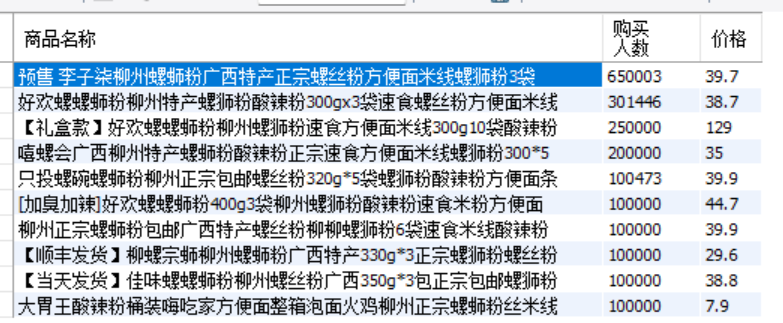 商品名称 购买人数 价格
预售 李子柒柳州螺蛳粉广西特产正宗螺丝粉方便面米线螺狮粉3袋 650003 39.7
好欢螺螺蛳粉柳州特产螺狮粉酸辣粉300gx3袋速食螺丝粉方便面米线 301446 38.7
【礼盒款】好欢螺螺蛳粉柳州螺狮粉速食方便面米线300g10袋酸辣粉 250000 129
嘻螺会广西柳州特产螺蛳粉酸辣粉正宗速食方便面米线螺狮粉300*5 200000 35
只投螺碗螺蛳粉柳州正宗包邮螺丝粉320g*5袋螺狮粉酸辣粉方便面条 100473 39.9
[加臭加辣]好欢螺螺蛳粉400g3袋柳州螺狮粉酸辣粉速食米粉方便面 100000 44.7
柳州正宗螺蛳粉包邮广西特产螺丝粉柳柳螺狮粉6袋速食米线酸辣粉 100000 39.9
【顺丰发货】柳螺宗蛳柳州螺蛳粉广西特产330g*3正宗螺狮粉螺丝粉 100000 29.6
【当天发货】佳味螺螺蛳粉柳州螺丝粉广西350g*3包正宗包邮螺狮粉 100000 38.8
大胃王酸辣粉桶装嗨吃家方便面整箱泡面火鸡柳州正宗螺蛳粉丝米线 100000 7.9